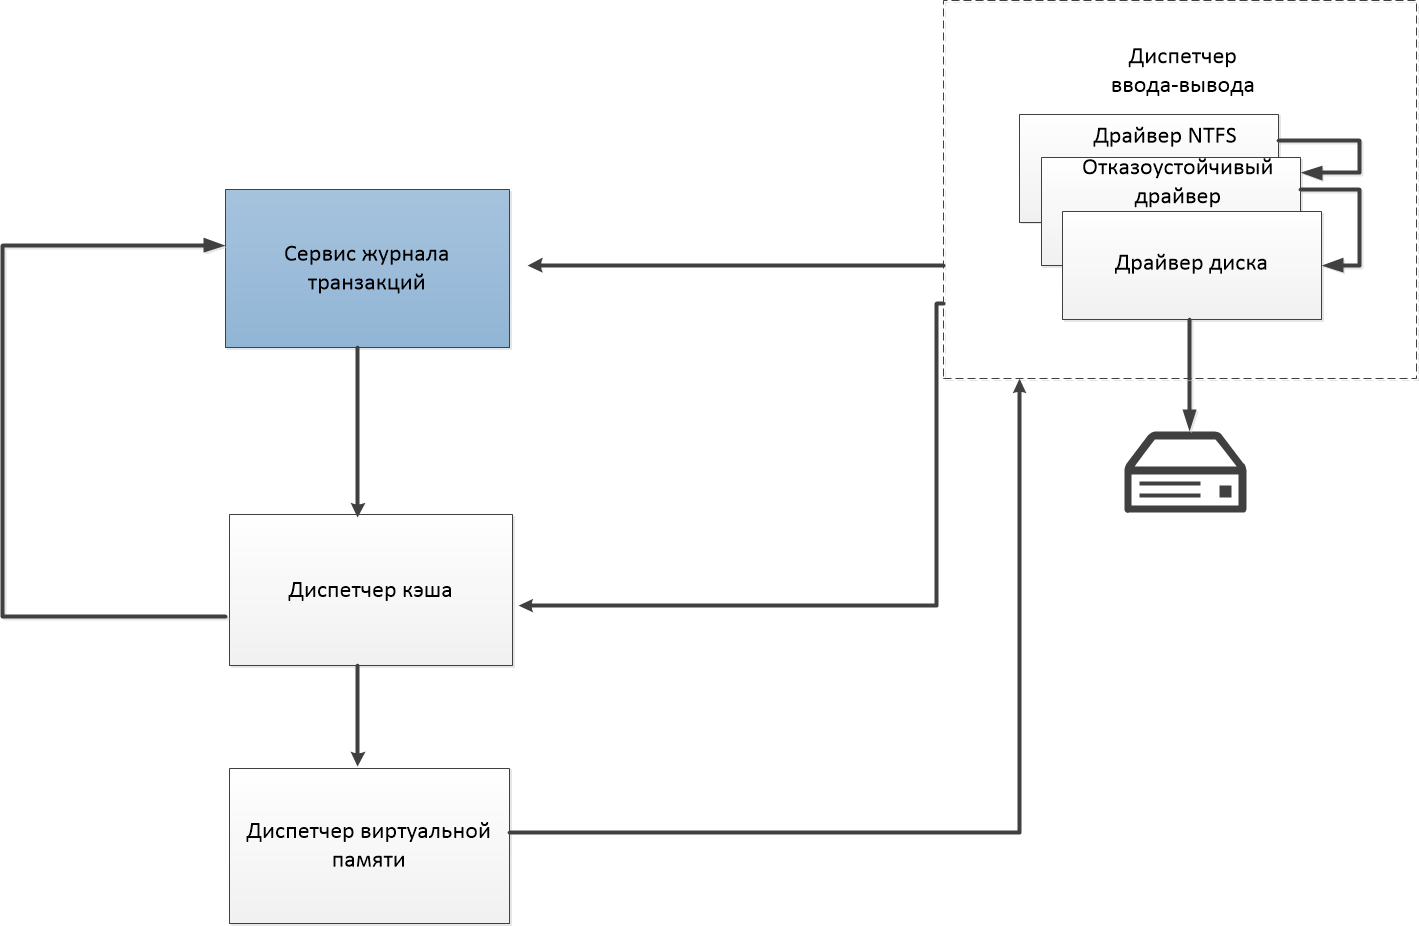 Диспетчер
ввода-вывода
Драйвер NTFS
Отказоустойчивый
драйвер
Драйвер диска
Сервис журнала
транзакций
Диспетчер кэша
Диспетчер виртуальной
памяти